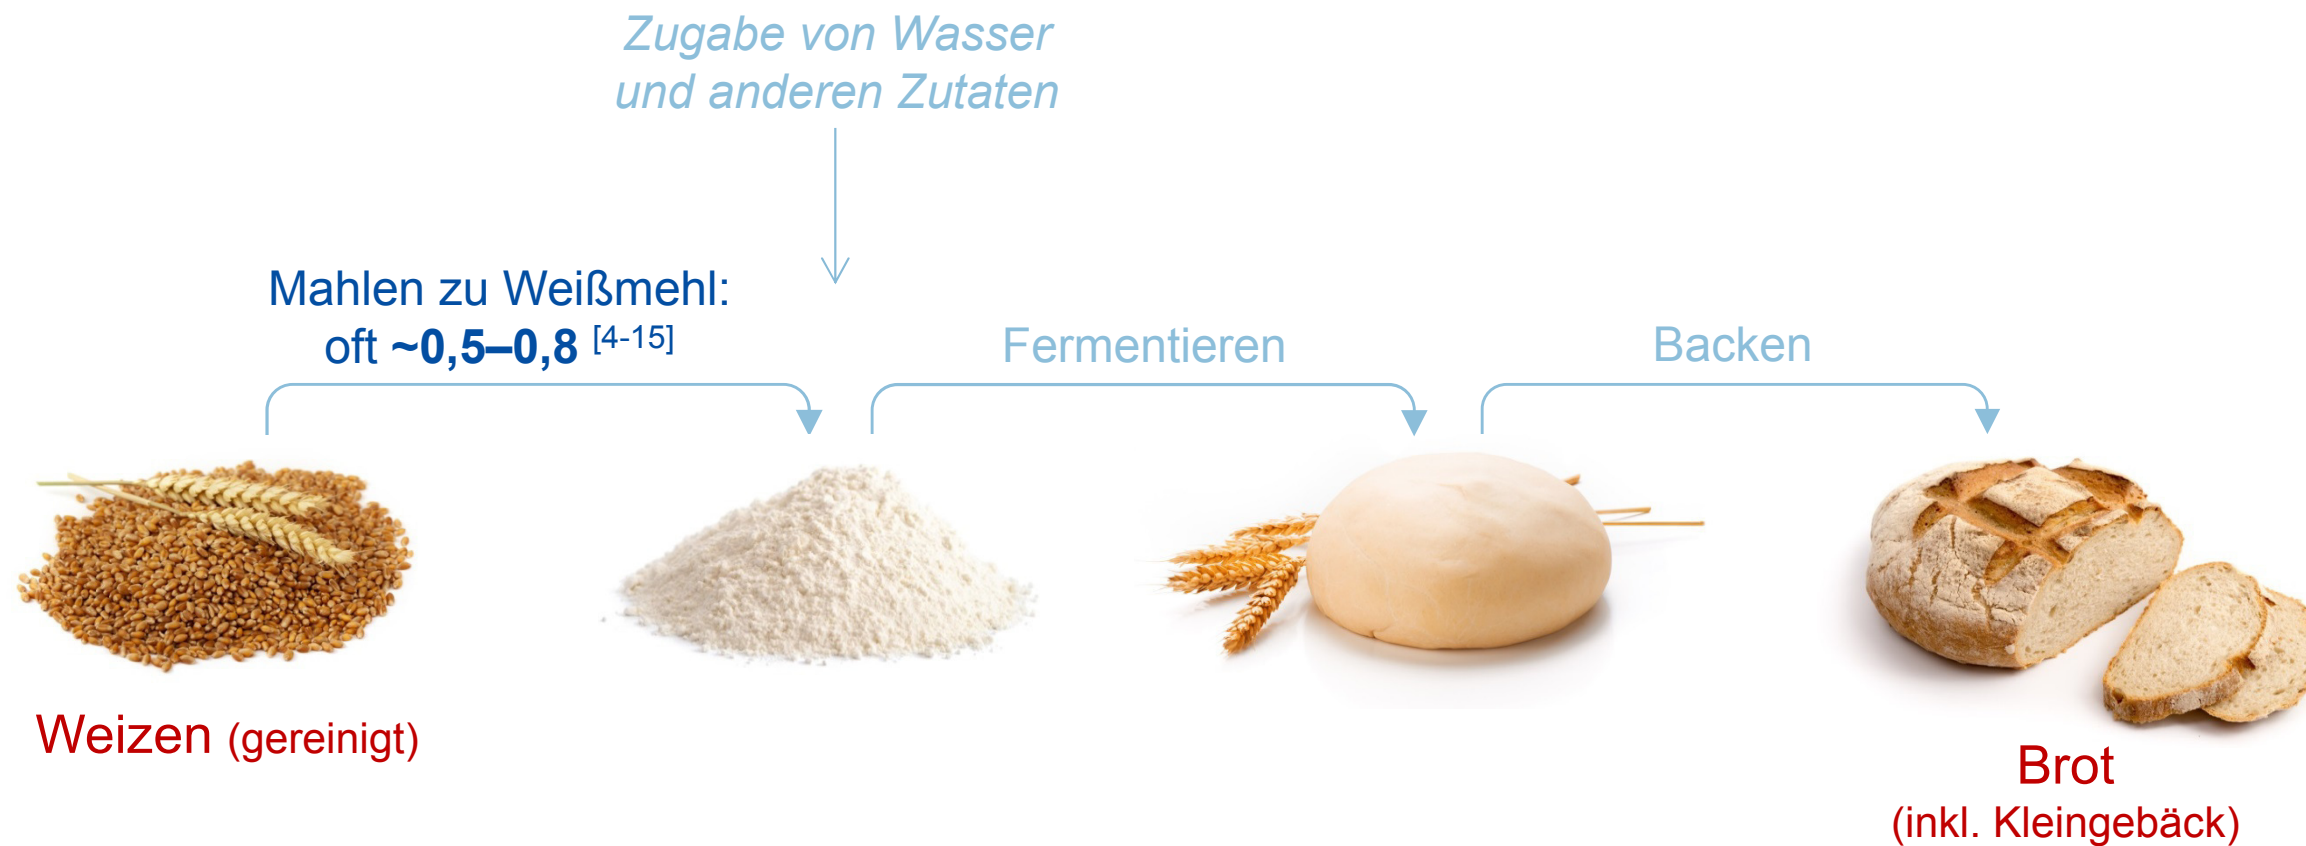 Zugabe von Wasser
und anderen Zutaten
Mahlen zu Weißmehl:
oft ~0,5–0,8 [4-15]
Fermentieren
Backen
Weizen (gereinigt)
Brot
(inkl. Kleingebäck)